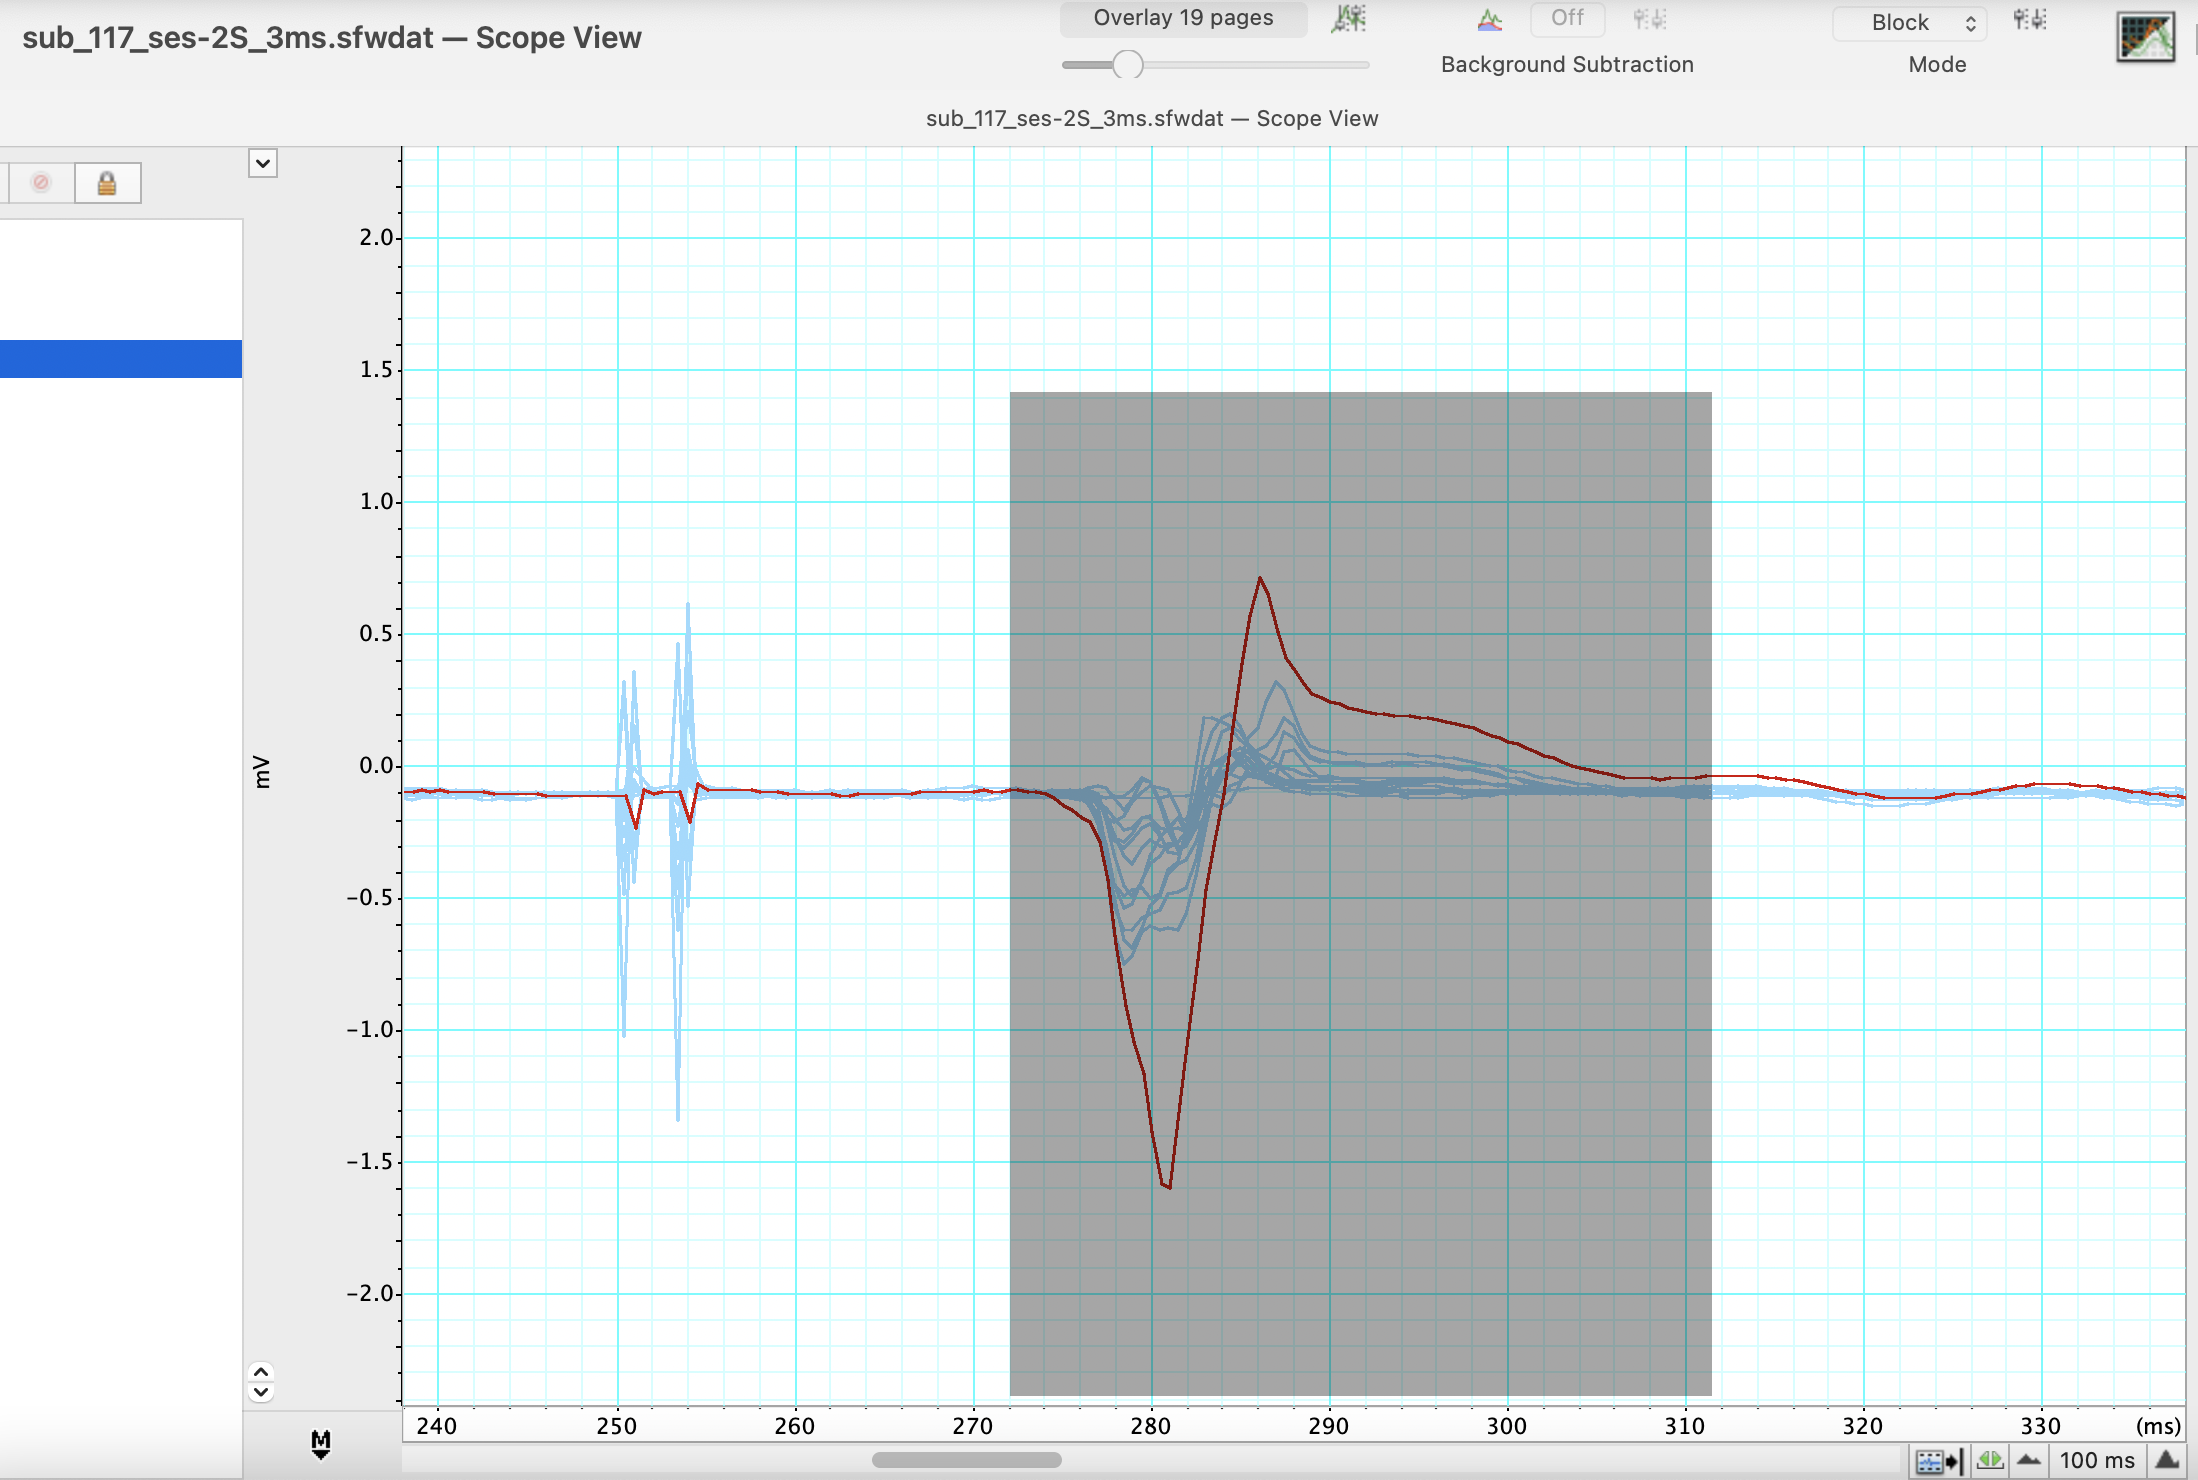 sub_117_ses-2S_3ms.sfwdat — Scope View
Overlay 19 pages
Off
Block
Background Subtraction
Mode
sub_117_ses-2S_3ms.sfwdat — Scope View
2.0
1.5
1.0
0.5
mV
0.0
−0.5
−1.0
−1.5
−2.0
240 250 260 270 280 290 300 310 320 330 (ms)
M
100 ms